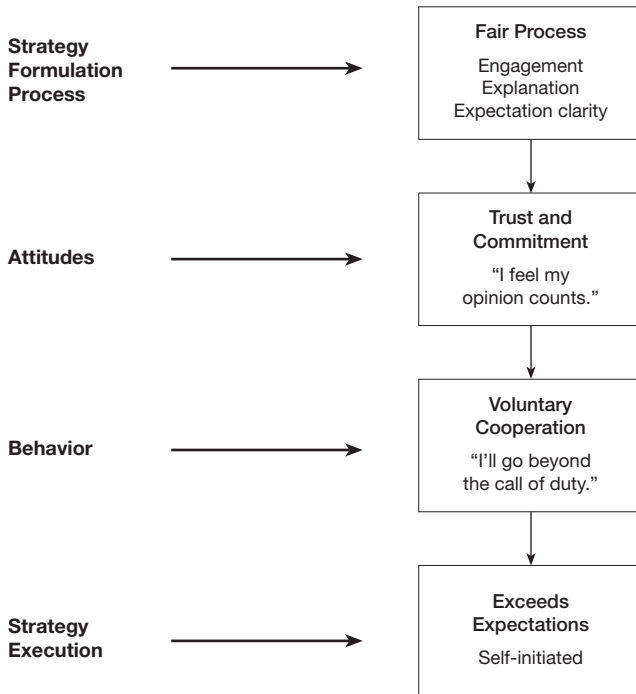 Strategy
Formulation
Process
Fair Process
Engagement
Explanation
Expectation clarity
Attitudes
Trust and
Commitment
“I feel my
opinion counts.”
Behavior
Voluntary
Cooperation
“I’ll go beyond
the call of duty.”
Strategy
Execution
Exceeds
Expectations
Self-initiated